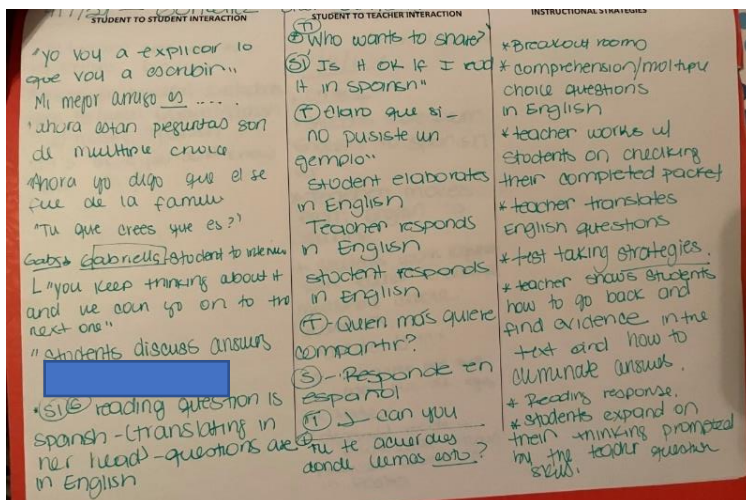 STUDENT TO STUDENT INTERACTION
"yo voy a explicar lo
que voy a escribir"
Mi mejor amigo es ....
"ahora estan preguntas son
de multiple choice
"Ahora yo digo que el se
fue de la familia
"Tu que crees que es?"
Gabriella - student to
L "you keep thinking about it
and we can go on to the
next one"
"students discuss answers
(S1) (G) reading question is
spanish - (translating in
her head) - questions are
in English
STUDENT TO TEACHER INTERACTION
(T)
Who wants to share?"
(S1) Is it ok if I read
it in spanish"
(T) Claro que si -
no pusiste un
ejemplo"
student elaborates
in English
Teacher responds
in English
student responds
in English
(T) - Quien más quiere
compartir?
(S) - Responde en
español
(T) J - can you
(T) Tu te acuerdas
donde leemos esto?
INSTRUCTIONAL STRATEGIES
* Breakout rooms
* comprehension/multiple
choice questions
in English
* teacher works w/
students on checking
their completed packet
* teacher translates
English questions
* test taking strategies.
* teacher shows students
how to go back and
find evidence in the
text and how to
eliminate answers.
* Reading response.
* students expand on
their thinking prompted
by the teacher question
skills.